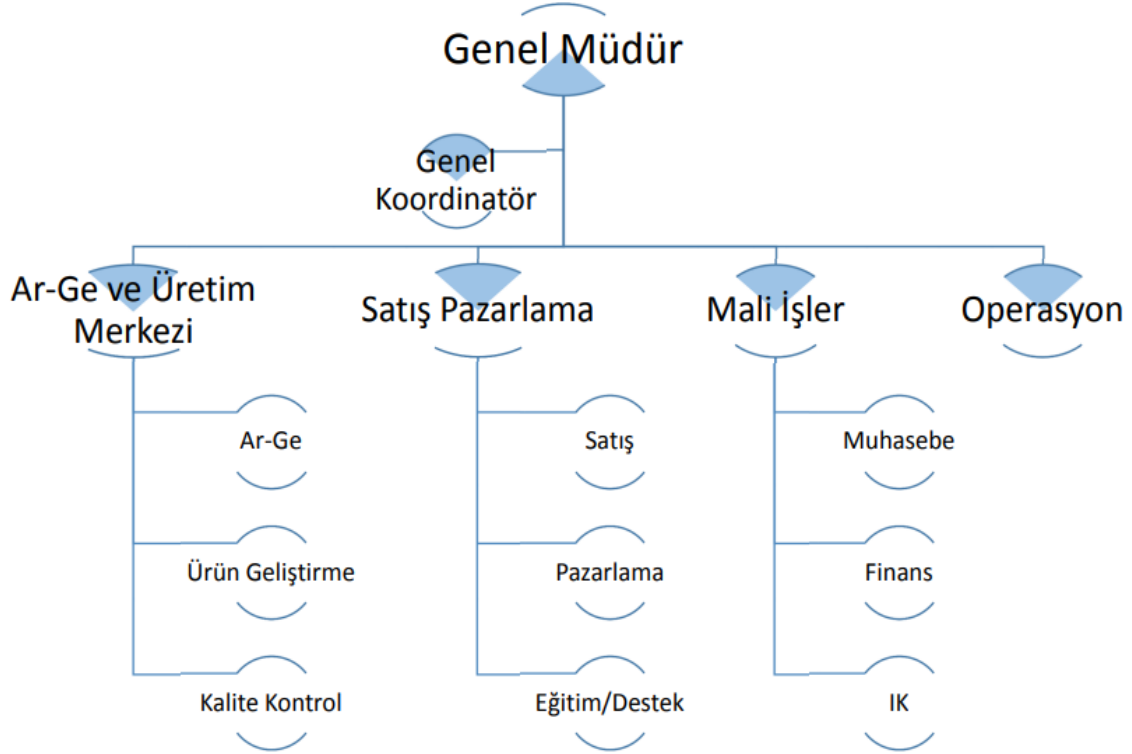 Genel Müdür
Genel
Koordinatör
Ar-Ge ve Üretim
Merkezi
Satış Pazarlama
Mali İşler
Operasyon
Ar-Ge
Satış
Muhasebe
Ürün Geliştirme
Pazarlama
Finans
Kalite Kontrol
Eğitim/Destek
IK